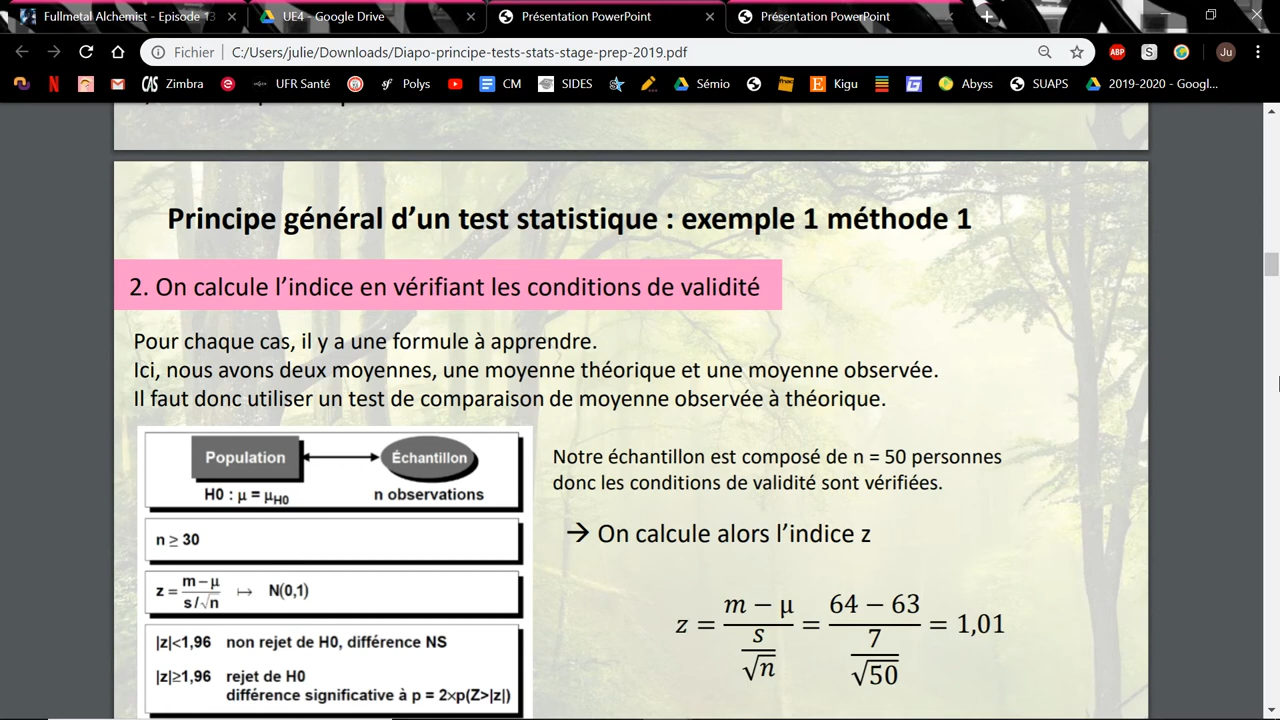 Fullmetal Alchemist - Episode 13
UE4 – Google Drive
Présentation PowerPoint
Présentation PowerPoint
Fichier
C:/Users/julie/Downloads/Diapo-principe-tests-stats-stage-prep-2019.pdf
ABP
S
Ju
N
CAS Zimbra
UFR Santé
Polys
CM
SIDES
Sémio
E Kigu
Abyss
SUAPS
2019-2020 - Googl...
Principe général d'un test statistique : exemple 1 méthode 1
2. On calcule l'indice en vérifiant les conditions de validité
Pour chaque cas, il y a une formule à apprendre.
Ici, nous avons deux moyennes, une moyenne théorique et une moyenne observée.
Il faut donc utiliser un test de comparaison de moyenne observée à théorique.
Population
Échantillon
H0 : μ = μH0
n observations
n ≥ 30
z = m – μ / s/√n ↦ N(0,1)
|z|<1,96 non rejet de H0, différence NS
|z|≥1,96 rejet de H0
différence significative à p = 2×p(Z>|z|)
Notre échantillon est composé de n = 50 personnes
donc les conditions de validité sont vérifiées.
→ On calcule alors l'indice z
z = (m − μ) / (s / √n) = (64 − 63) / (7 / √50) = 1,01